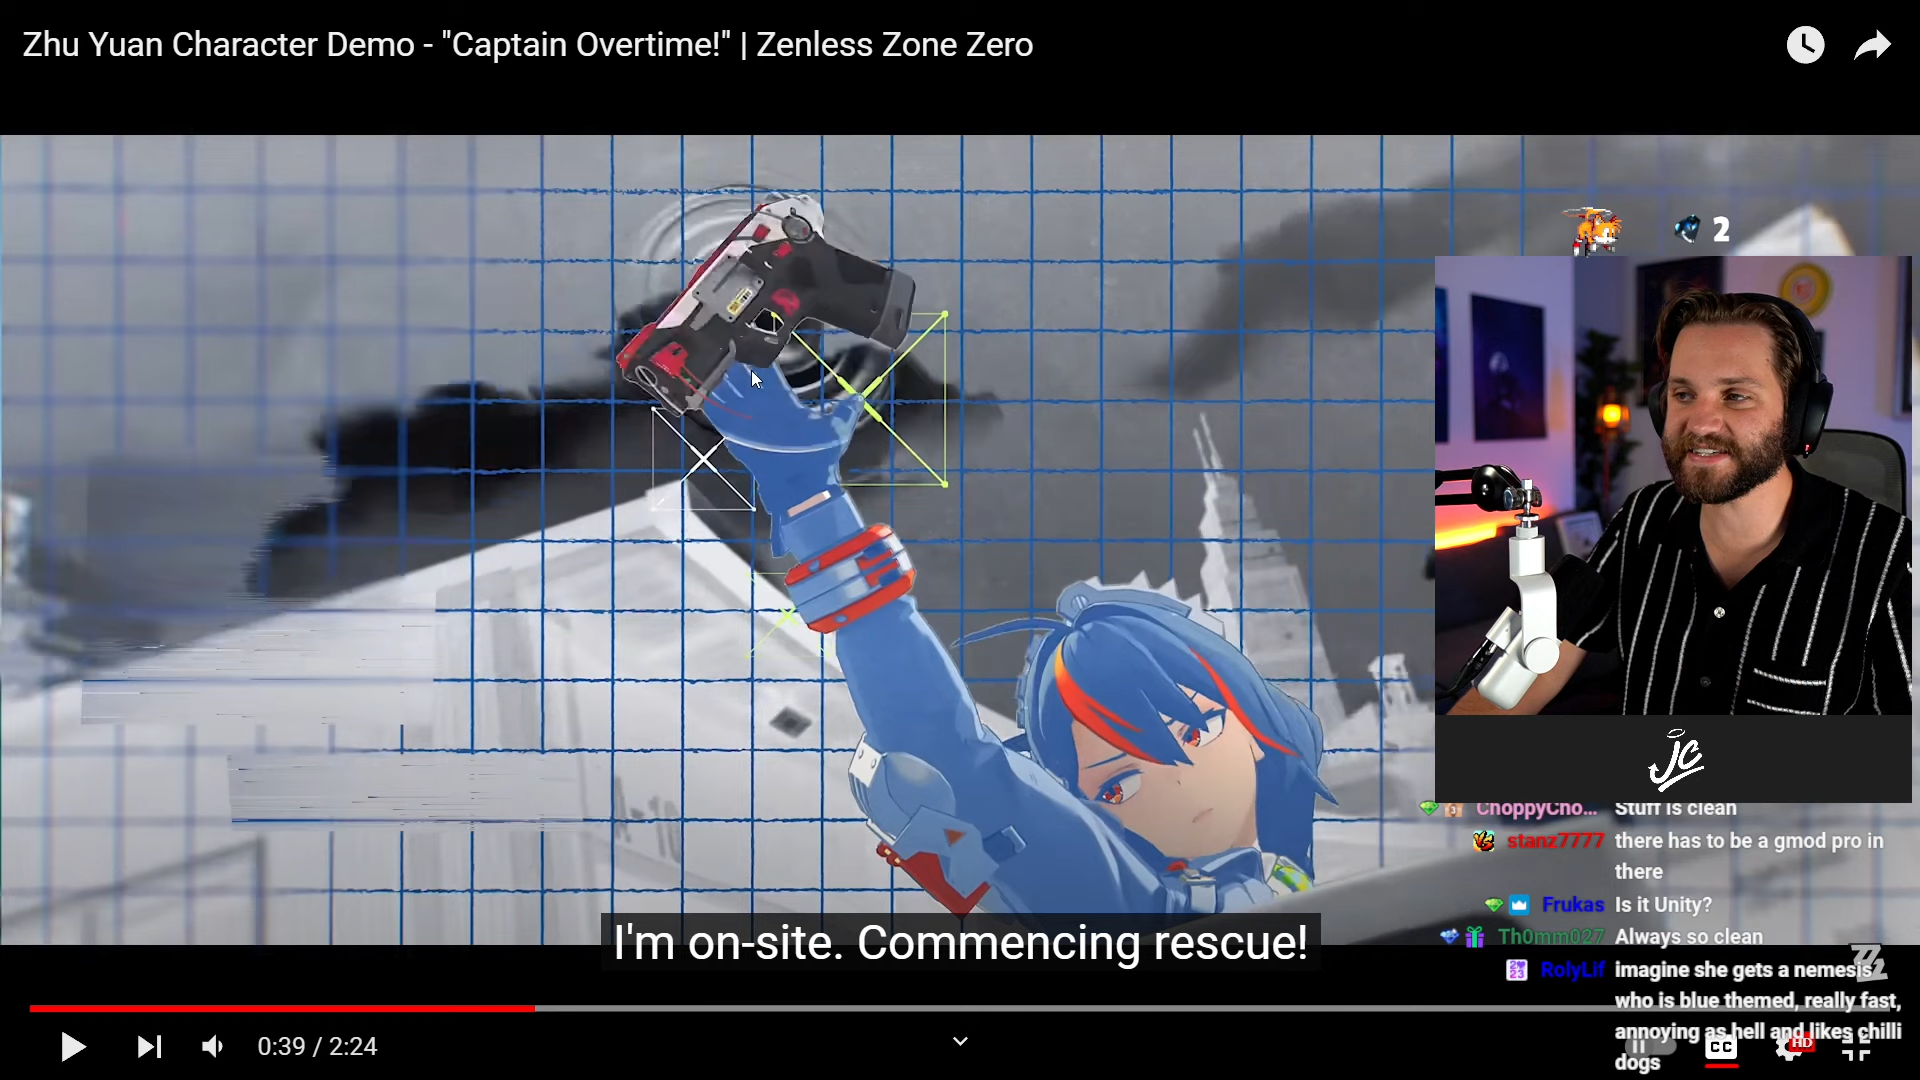 Zhu Yuan Character Demo - "Captain Overtime!" | Zenless Zone Zero
2
jc
ChoppyCho... Stuff is clean
stanz7777 there has to be a gmod pro in
there
Frukas Is it Unity?
Th0mm027 Always so clean
RolyLif imagine she gets a nemesis
who is blue themed, really fast,
annoying as hell and likes chilli
dogs
I'm on-site. Commencing rescue!
0:39 / 2:24
CC
HD